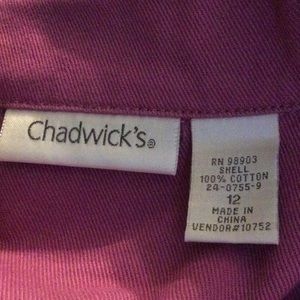 Chadwick's®
RN 98903
SHELL
100% COTTON
24-0755-9
12
MADE IN
CHINA
VENDOR#10752